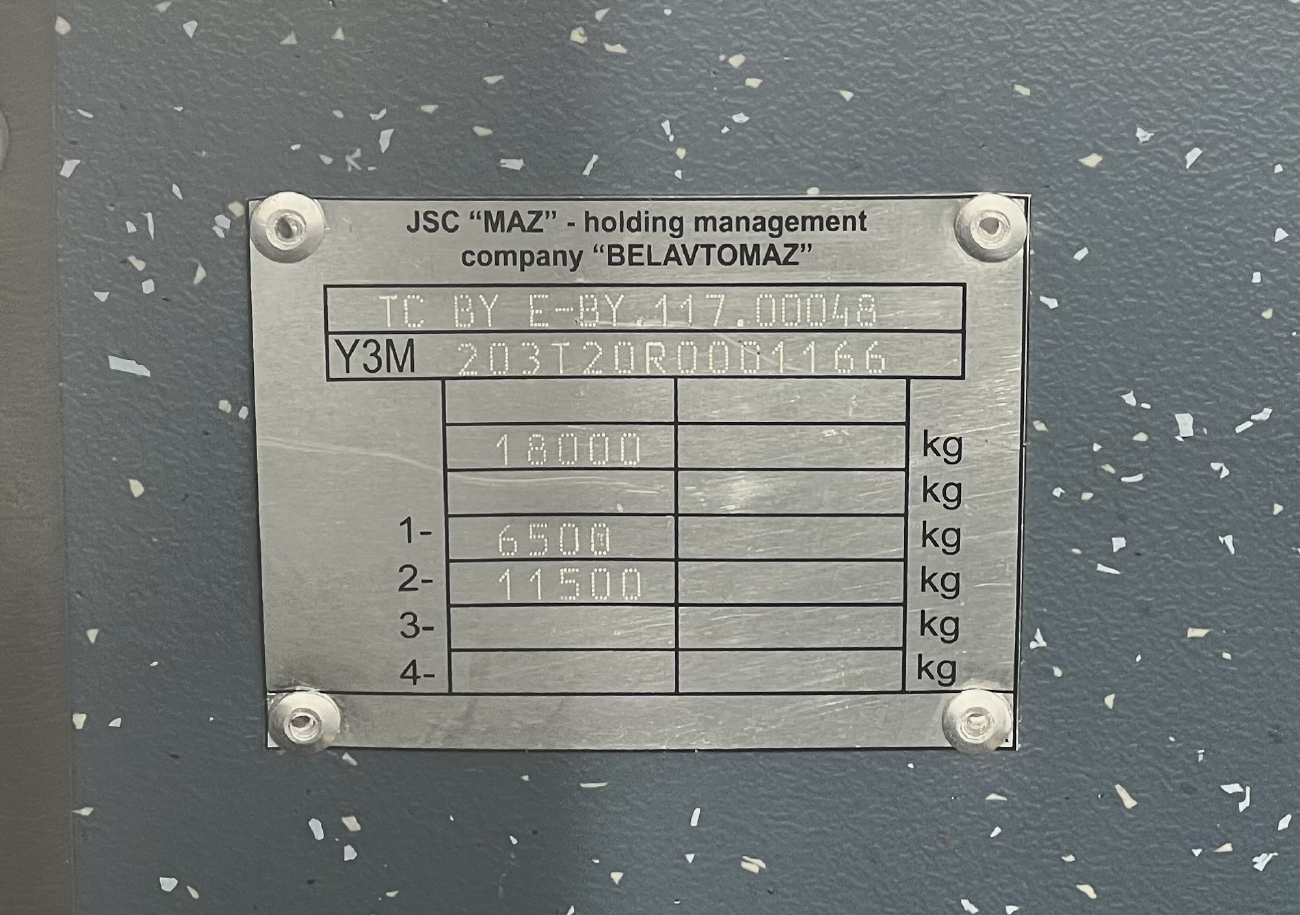 JSC “MAZ” - holding management
company “BELAVTOMAZ”
TC BY E-BY.117.00048
Y3M 203T20R0001166
18000 kg
kg
1- 6500 kg
2- 11500 kg
3- kg
4- kg